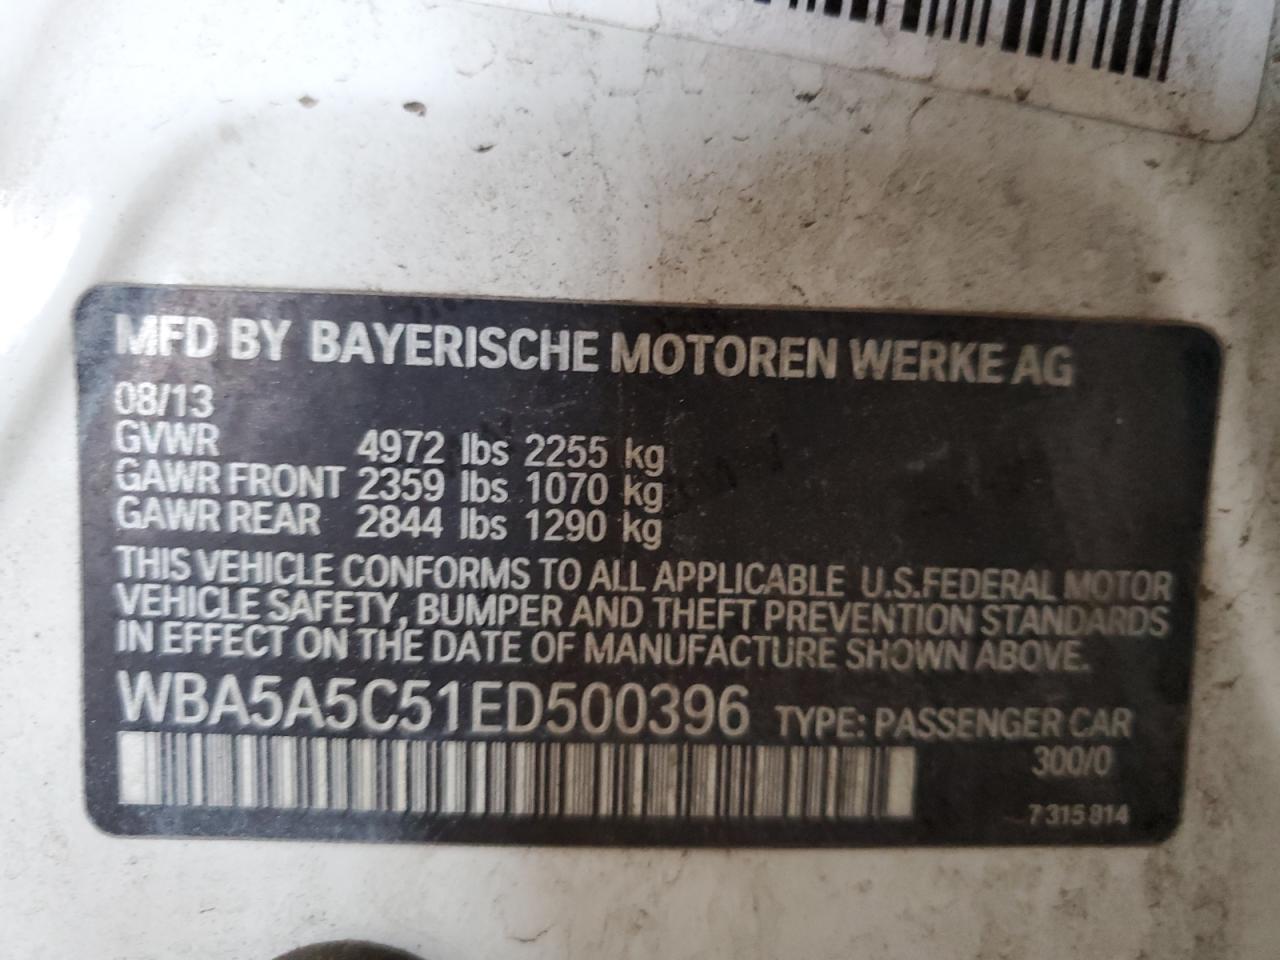 MFD BY BAYERISCHE MOTOREN WERKE AG
08/13
GVWR 4972 lbs 2255 kg
GAWR FRONT 2359 lbs 1070 kg
GAWR REAR 2844 lbs 1290 kg
THIS VEHICLE CONFORMS TO ALL APPLICABLE U.S.FEDERAL MOTOR
VEHICLE SAFETY, BUMPER AND THEFT PREVENTION STANDARDS
IN EFFECT ON THE DATE OF MANUFACTURE SHOWN ABOVE.
WBA5A5C51ED500396 TYPE: PASSENGER CAR
300/0
7 315 814